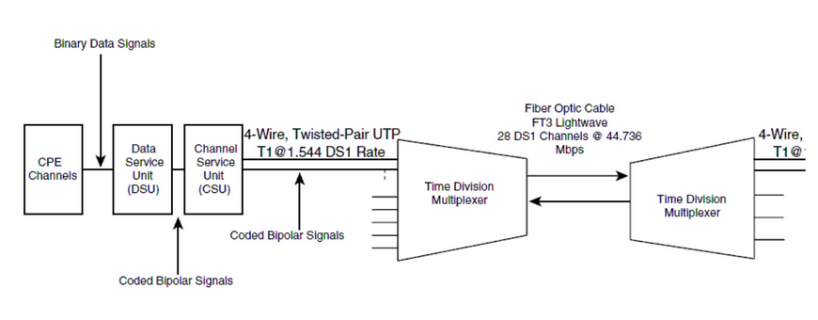 Binary Data Signals
CPE
Channels
Data
Service
Unit
(DSU)
Channel
Service
Unit
(CSU)
4-Wire, Twisted-Pair UTP
T1@1.544 DS1 Rate
Coded Bipolar Signals
Coded Bipolar Signals
Time Division
Multiplexer
Fiber Optic Cable
FT3 Lightwave
28 DS1 Channels @ 44.736
Mbps
Time Division
Multiplexer
4-Wire,
T1@